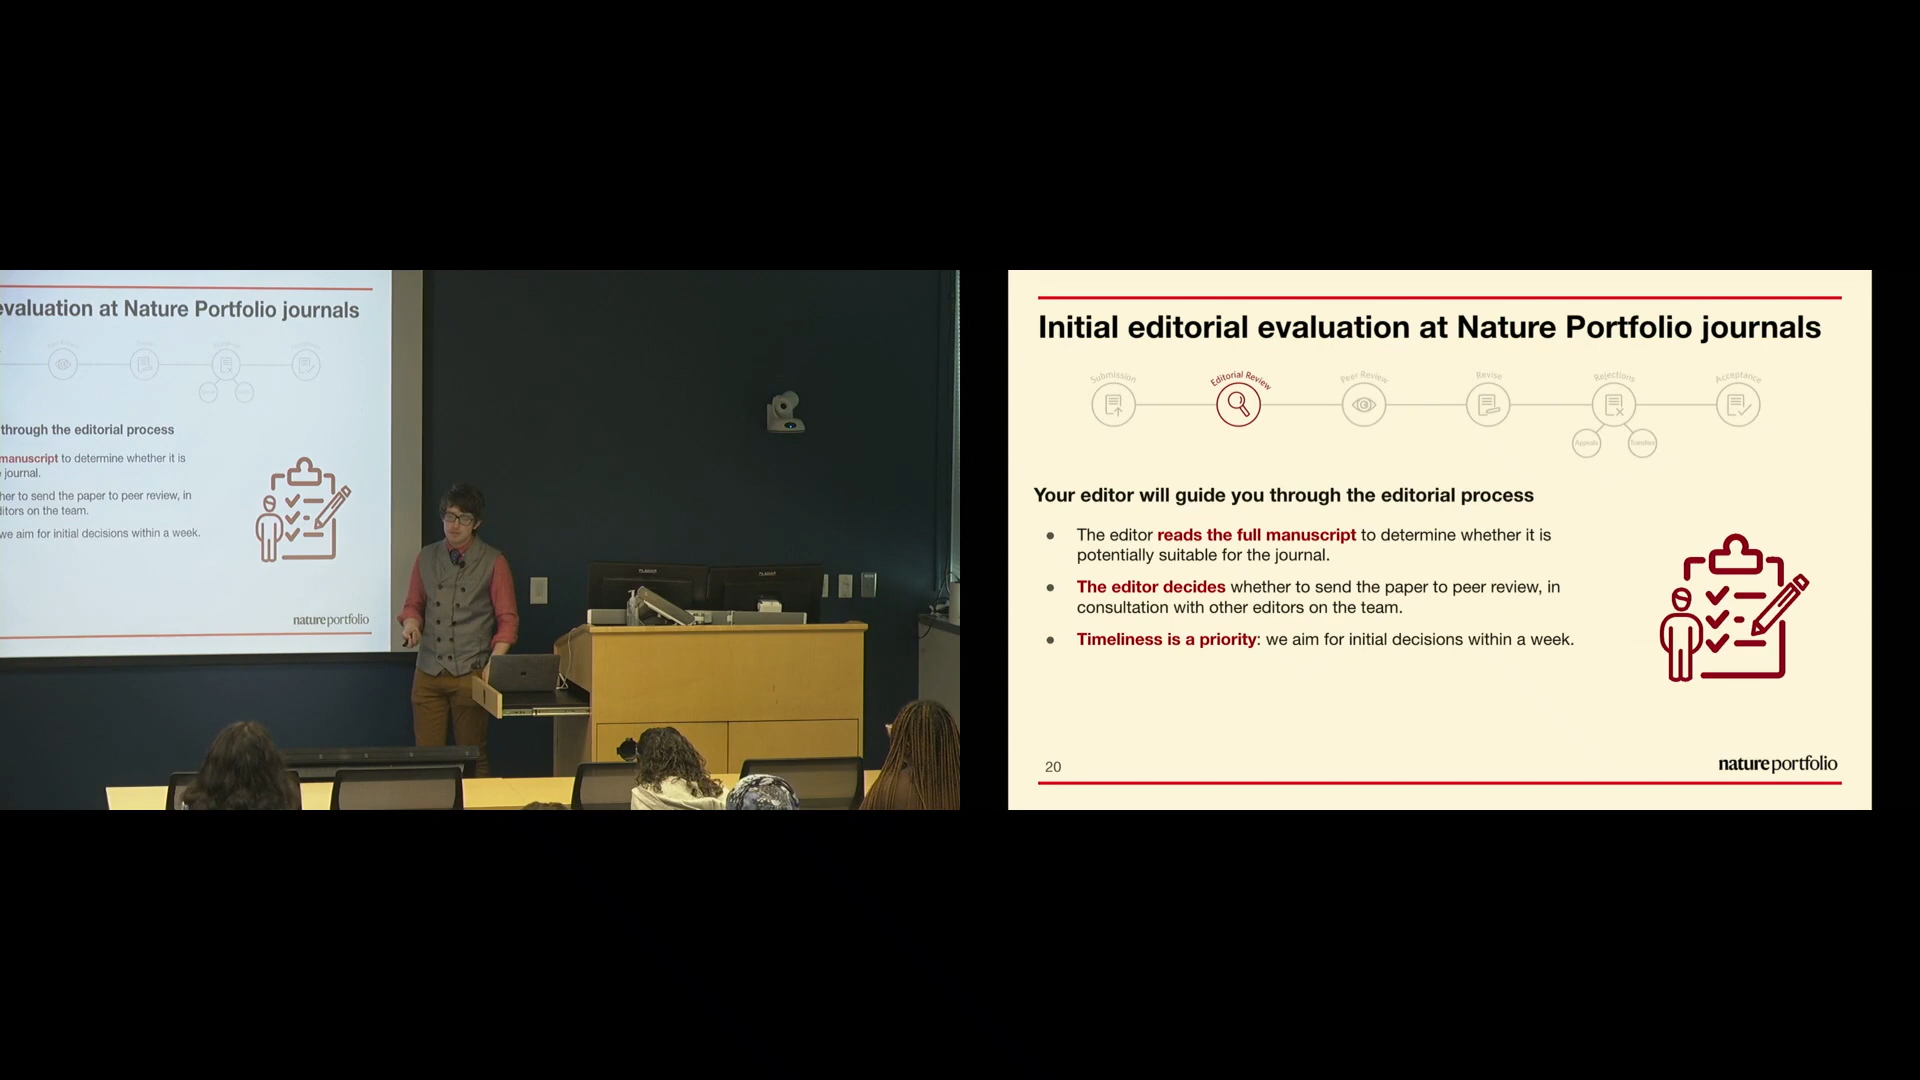 evaluation at Nature Portfolio journals
through the editorial process
manuscript to determine whether it is
journal.
her to send the paper to peer review, in
ditors on the team.
we aim for initial decisions within a week.
natureportfolio
Initial editorial evaluation at Nature Portfolio journals
Submission
Editorial Review
Peer Review
Revise
Rejections
Acceptance
Appeals
Transfers
Your editor will guide you through the editorial process
• The editor reads the full manuscript to determine whether it is
potentially suitable for the journal.
• The editor decides whether to send the paper to peer review, in
consultation with other editors on the team.
• Timeliness is a priority: we aim for initial decisions within a week.
20
natureportfolio